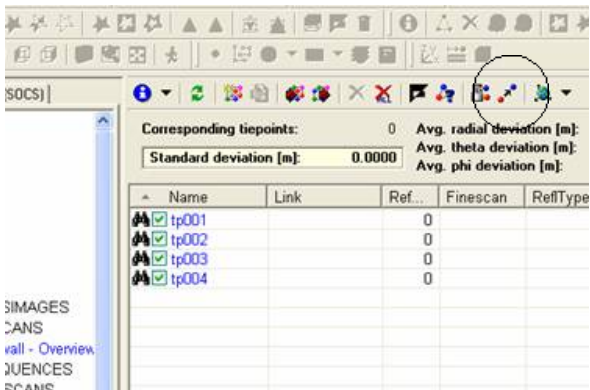 (SOCS)
Corresponding tiepoints: 0 Avg. radial deviation [m]:
Standard deviation [m]: 0.0000 Avg. theta deviation [m]:
Avg. phi deviation [m]:
Name Link Ref... Finescan ReflType
tp001 0
tp002 0
tp003 0
tp004 0
SIMAGES
CANS
wall - Overview
QUENCES
SCANS